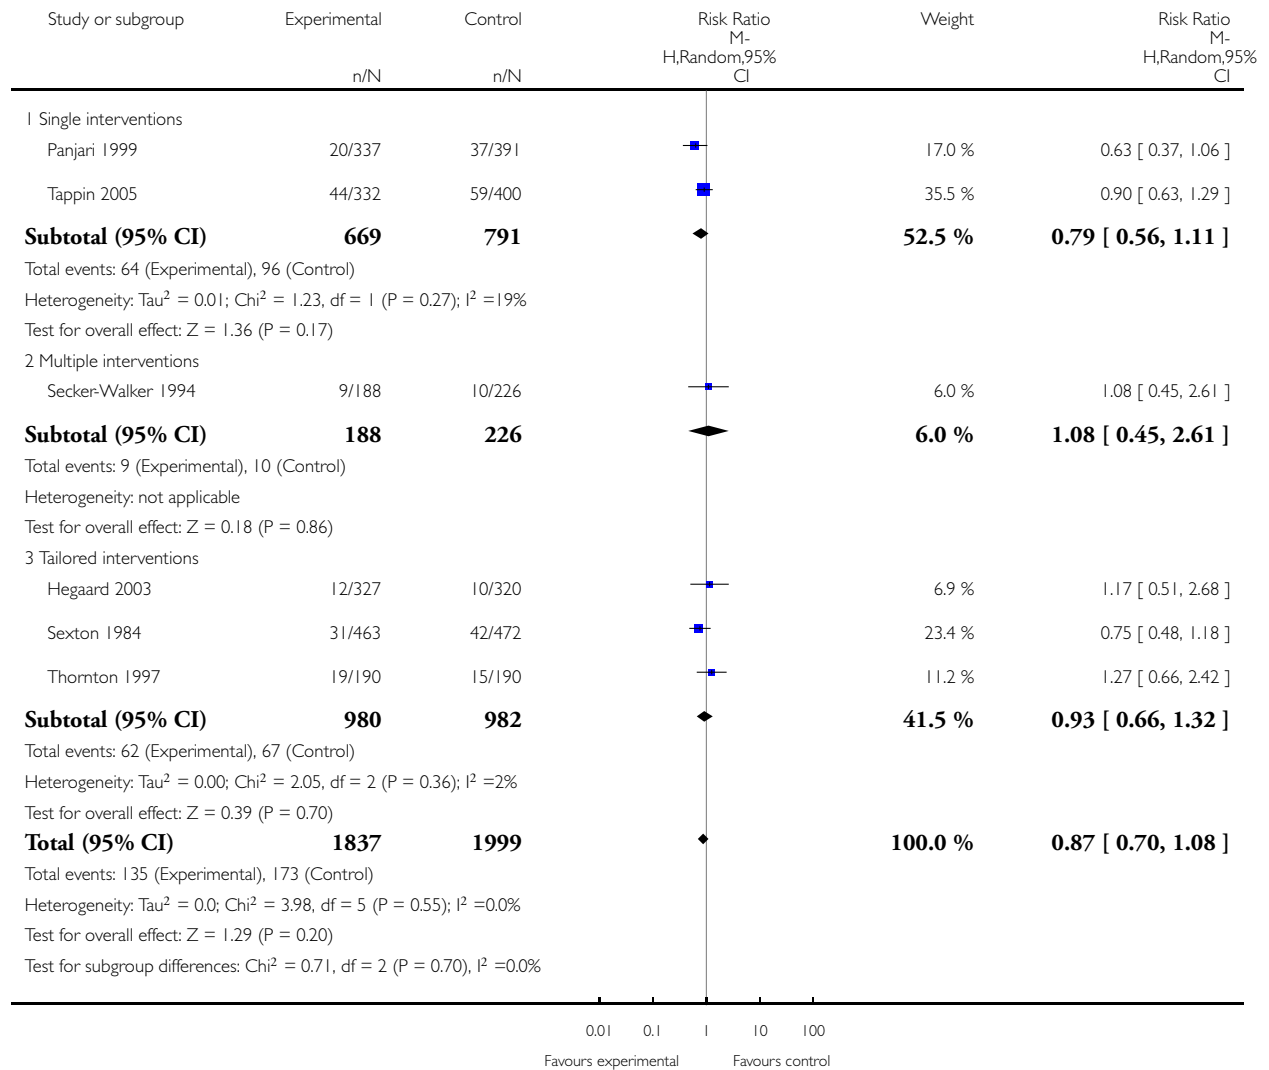 Study or subgroup Experimental Control Risk Ratio Weight Risk Ratio
M- M-
H,Random,95% H,Random,95%
n/N n/N CI CI
1 Single interventions
Panjari 1999 20/337 37/391 17.0 % 0.63 [ 0.37, 1.06 ]
Tappin 2005 44/332 59/400 35.5 % 0.90 [ 0.63, 1.29 ]
Subtotal (95% CI) 669 791 52.5 % 0.79 [ 0.56, 1.11 ]
Total events: 64 (Experimental), 96 (Control)
Heterogeneity: Tau² = 0.01; Chi² = 1.23, df = 1 (P = 0.27); I² =19%
Test for overall effect: Z = 1.36 (P = 0.17)
2 Multiple interventions
Secker-Walker 1994 9/188 10/226 6.0 % 1.08 [ 0.45, 2.61 ]
Subtotal (95% CI) 188 226 6.0 % 1.08 [ 0.45, 2.61 ]
Total events: 9 (Experimental), 10 (Control)
Heterogeneity: not applicable
Test for overall effect: Z = 0.18 (P = 0.86)
3 Tailored interventions
Hegaard 2003 12/327 10/320 6.9 % 1.17 [ 0.51, 2.68 ]
Sexton 1984 31/463 42/472 23.4 % 0.75 [ 0.48, 1.18 ]
Thornton 1997 19/190 15/190 11.2 % 1.27 [ 0.66, 2.42 ]
Subtotal (95% CI) 980 982 41.5 % 0.93 [ 0.66, 1.32 ]
Total events: 62 (Experimental), 67 (Control)
Heterogeneity: Tau² = 0.00; Chi² = 2.05, df = 2 (P = 0.36); I² =2%
Test for overall effect: Z = 0.39 (P = 0.70)
Total (95% CI) 1837 1999 100.0 % 0.87 [ 0.70, 1.08 ]
Total events: 135 (Experimental), 173 (Control)
Heterogeneity: Tau² = 0.0; Chi² = 3.98, df = 5 (P = 0.55); I² =0.0%
Test for overall effect: Z = 1.29 (P = 0.20)
Test for subgroup differences: Chi² = 0.71, df = 2 (P = 0.70), I² =0.0%
0.01 0.1 1 10 100
Favours experimental Favours control